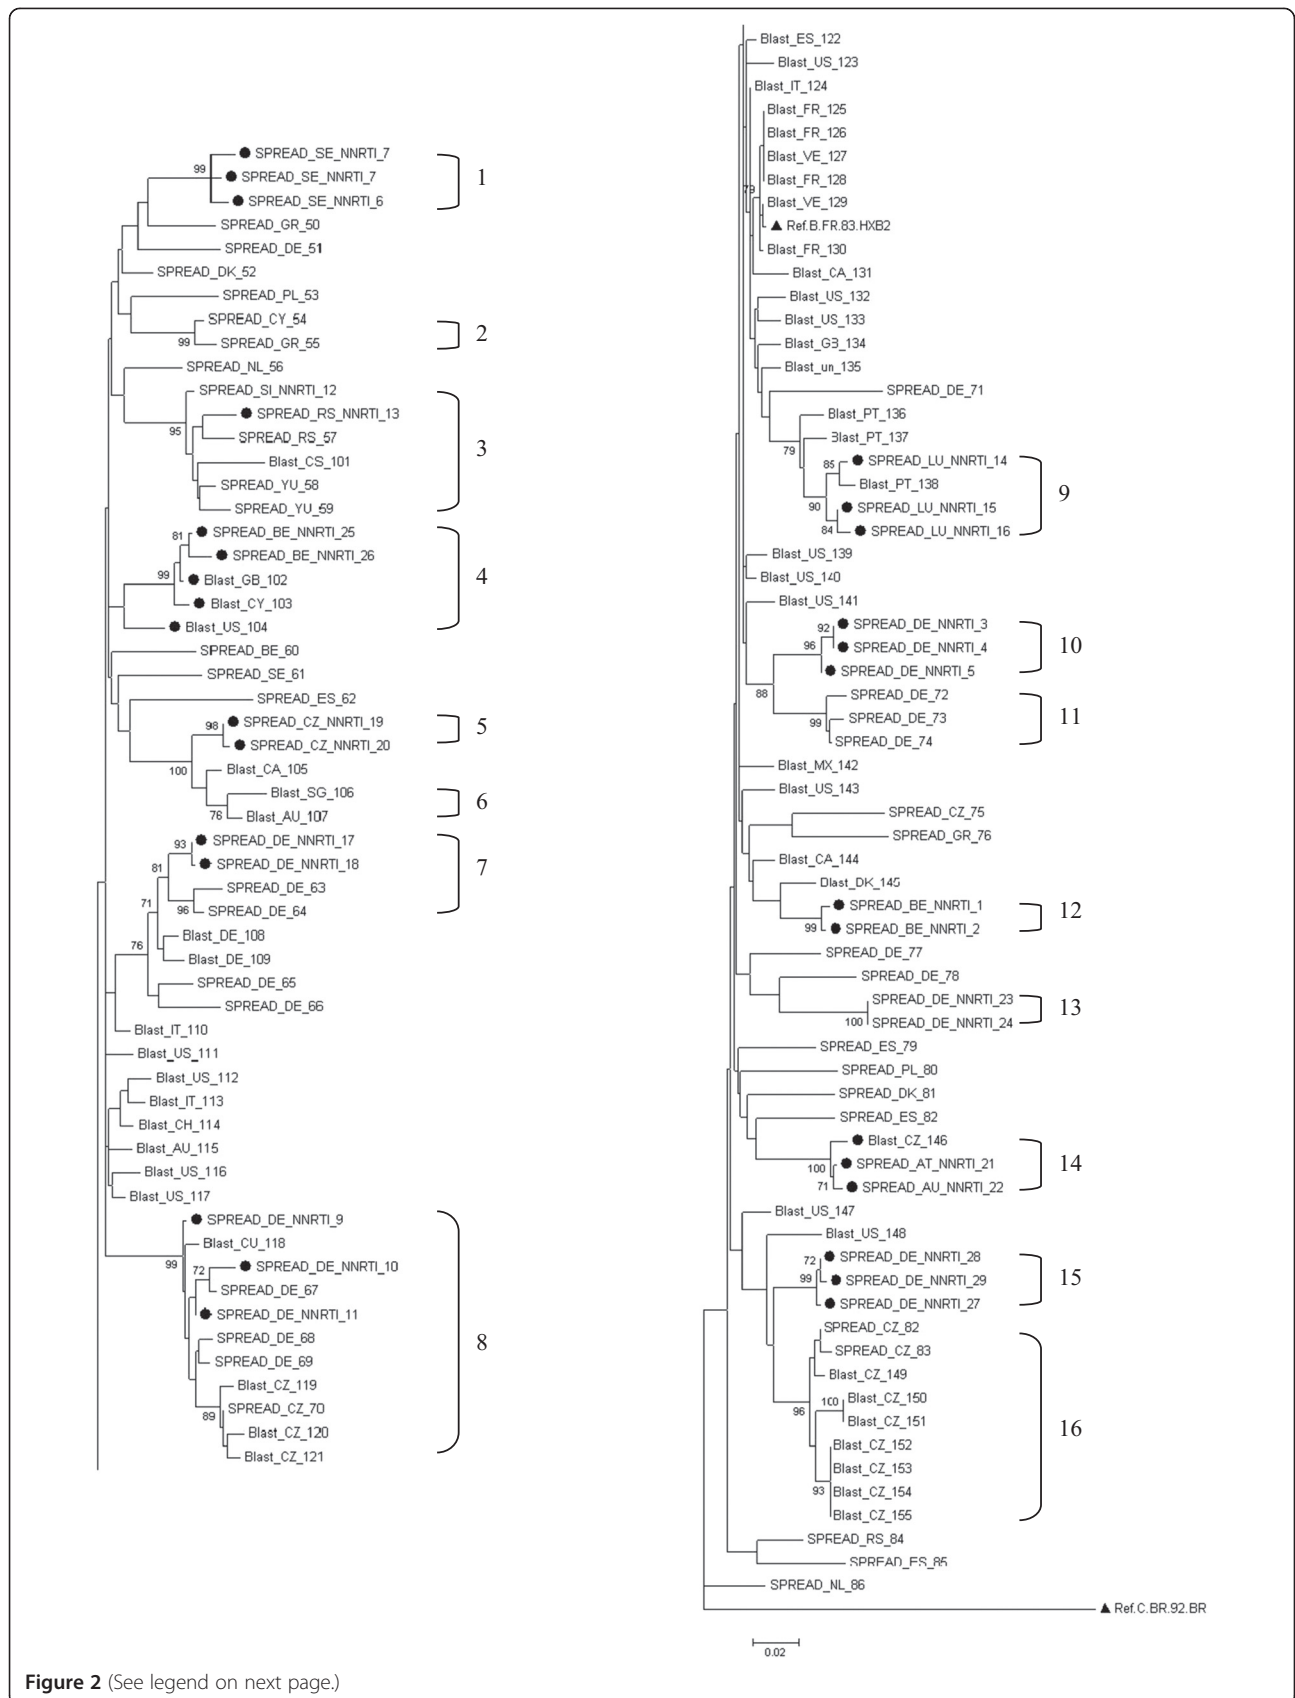 99
SPREAD_SE_NNRTI_7
SPREAD_SE_NNRTI_7
SPREAD_SE_NNRTI_6
1
SPREAD_GR_50
SPREAD_DE_51
SPREAD_DK_52
SPREAD_PL_53
SPREAD_CY_54
99
SPREAD_GR_55
2
SPREAD_NL_56
SPREAD_SI_NNRTI_12
SPREAD_RS_NNRTI_13
95
SPREAD_RS_57
Blast_CS_101
SPREAD_YU_58
SPREAD_YU_59
3
81
SPREAD_BE_NNRTI_25
SPREAD_BE_NNRTI_26
99
Blast_GB_102
Blast_CY_103
Blast_US_104
4
SPREAD_BE_60
SPREAD_SE_61
SPREAD_ES_62
98
SPREAD_CZ_NNRTI_19
SPREAD_CZ_NNRTI_20
5
100
Blast_CA_105
Blast_SG_106
76
Blast_AU_107
6
93
SPREAD_DE_NNRTI_17
SPREAD_DE_NNRTI_18
81
SPREAD_DE_63
96
SPREAD_DE_64
7
71
Blast_DE_108
76
Blast_DE_109
SPREAD_DE_65
SPREAD_DE_66
Blast_IT_110
Blast_US_111
Blast_US_112
Blast_IT_113
Blast_CH_114
Blast_AU_115
Blast_US_116
Blast_US_117
SPREAD_DE_NNRTI_9
99
Blast_CU_118
72
SPREAD_DE_NNRTI_10
SPREAD_DE_67
SPREAD_DE_NNRTI_11
SPREAD_DE_68
SPREAD_DE_69
Blast_CZ_119
89
SPREAD_CZ_70
Blast_CZ_120
Blast_CZ_121
8
Blast_ES_122
Blast_US_123
Blast_IT_124
Blast_FR_125
Blast_FR_126
Blast_VE_127
Blast_FR_128
79
Blast_VE_129
Ref.B.FR.83.HXB2
Blast_FR_130
Blast_CA_131
Blast_US_132
Blast_US_133
Blast_GB_134
Blast_un_135
SPREAD_DE_71
Blast_PT_136
79
Blast_PT_137
85
SPREAD_LU_NNRTI_14
Blast_PT_138
90
SPREAD_LU_NNRTI_15
84
SPREAD_LU_NNRTI_16
9
Blast_US_139
Blast_US_140
Blast_US_141
92
SPREAD_DE_NNRTI_3
96
SPREAD_DE_NNRTI_4
SPREAD_DE_NNRTI_5
10
88
SPREAD_DE_72
99
SPREAD_DE_73
SPREAD_DE_74
11
Blast_MX_142
Blast_US_143
SPREAD_CZ_75
SPREAD_GR_76
Blast_CA_144
Blast_DK_145
SPREAD_BE_NNRTI_1
99
SPREAD_BE_NNRTI_2
12
SPREAD_DE_77
SPREAD_DE_78
SPREAD_DE_NNRTI_23
100
SPREAD_DE_NNRTI_24
13
SPREAD_ES_79
SPREAD_PL_80
SPREAD_DK_81
SPREAD_ES_82
Blast_CZ_146
100
SPREAD_AT_NNRTI_21
71
SPREAD_AU_NNRTI_22
14
Blast_US_147
Blast_US_148
72
SPREAD_DE_NNRTI_28
99
SPREAD_DE_NNRTI_29
SPREAD_DE_NNRTI_27
15
SPREAD_CZ_82
SPREAD_CZ_83
Blast_CZ_149
96
100
Blast_CZ_150
Blast_CZ_151
Blast_CZ_152
Blast_CZ_153
93
Blast_CZ_154
Blast_CZ_155
16
SPREAD_RS_84
SPREAD_ES_85
SPREAD_NL_86
Ref.C.BR.92.BR
0.02
Figure 2 (See legend on next page.)